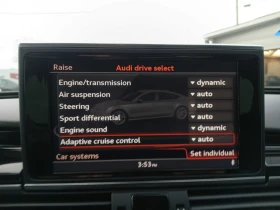 Raise Audi drive select
Engine/transmission dynamic
Air suspension auto
Steering auto
Sport differential auto
Engine sound dynamic
Adaptive cruise control auto
Car systems Set individual
3:53PM